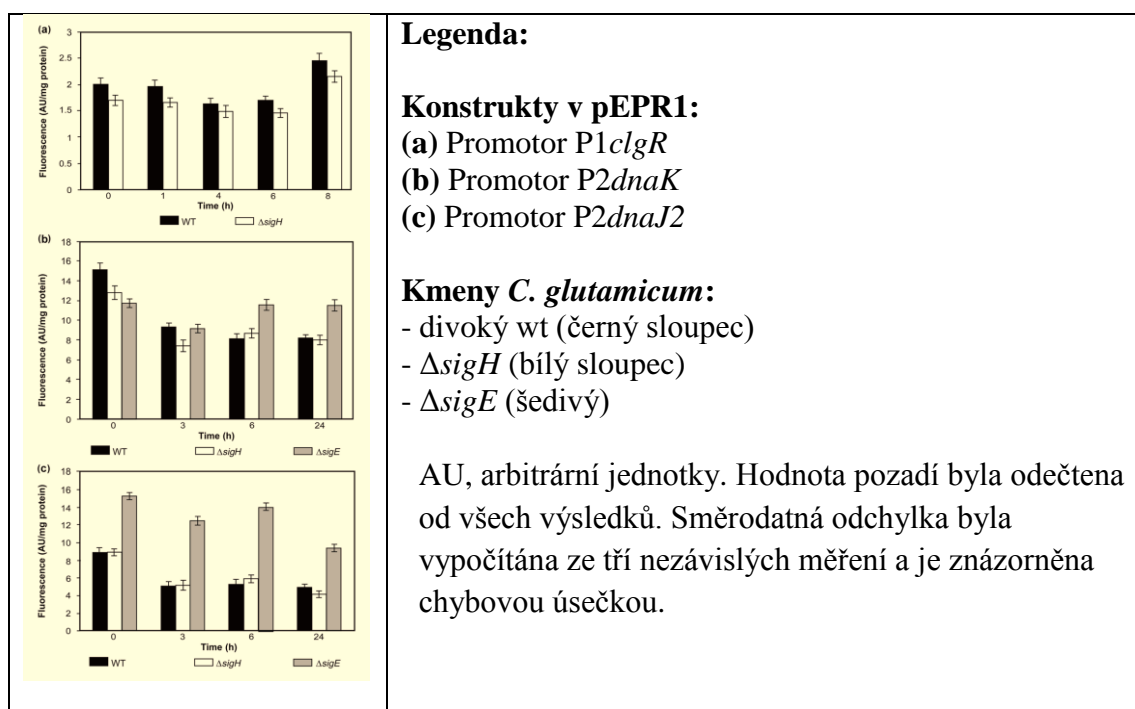 (a)
3
2.5
2
1.5
1
0.5
0
Fluorescence (AU/mg protein)
0 1 4 6 8
Time (h)
WT ΔsigH
(b)
18
16
14
12
10
8
6
4
2
0
Fluorescence (AU/mg protein)
0 3 6 24
Time (h)
WT ΔsigH ΔsigE
(c)
18
16
14
12
10
8
6
4
2
0
Fluorescence (AU/mg protein)
0 3 6 24
Time (h)
WT ΔsigH ΔsigE
Legenda:
Konstrukty v pEPR1:
(a) Promotor P1clgR
(b) Promotor P2dnaK
(c) Promotor P2dnaJ2
Kmeny C. glutamicum:
- divoký wt (černý sloupec)
- ΔsigH (bílý sloupec)
- ΔsigE (šedivý)
AU, arbitrární jednotky. Hodnota pozadí byla odečtena
od všech výsledků. Směrodatná odchylka byla
vypočítána ze tří nezávislých měření a je znázorněna
chybovou úsečkou.